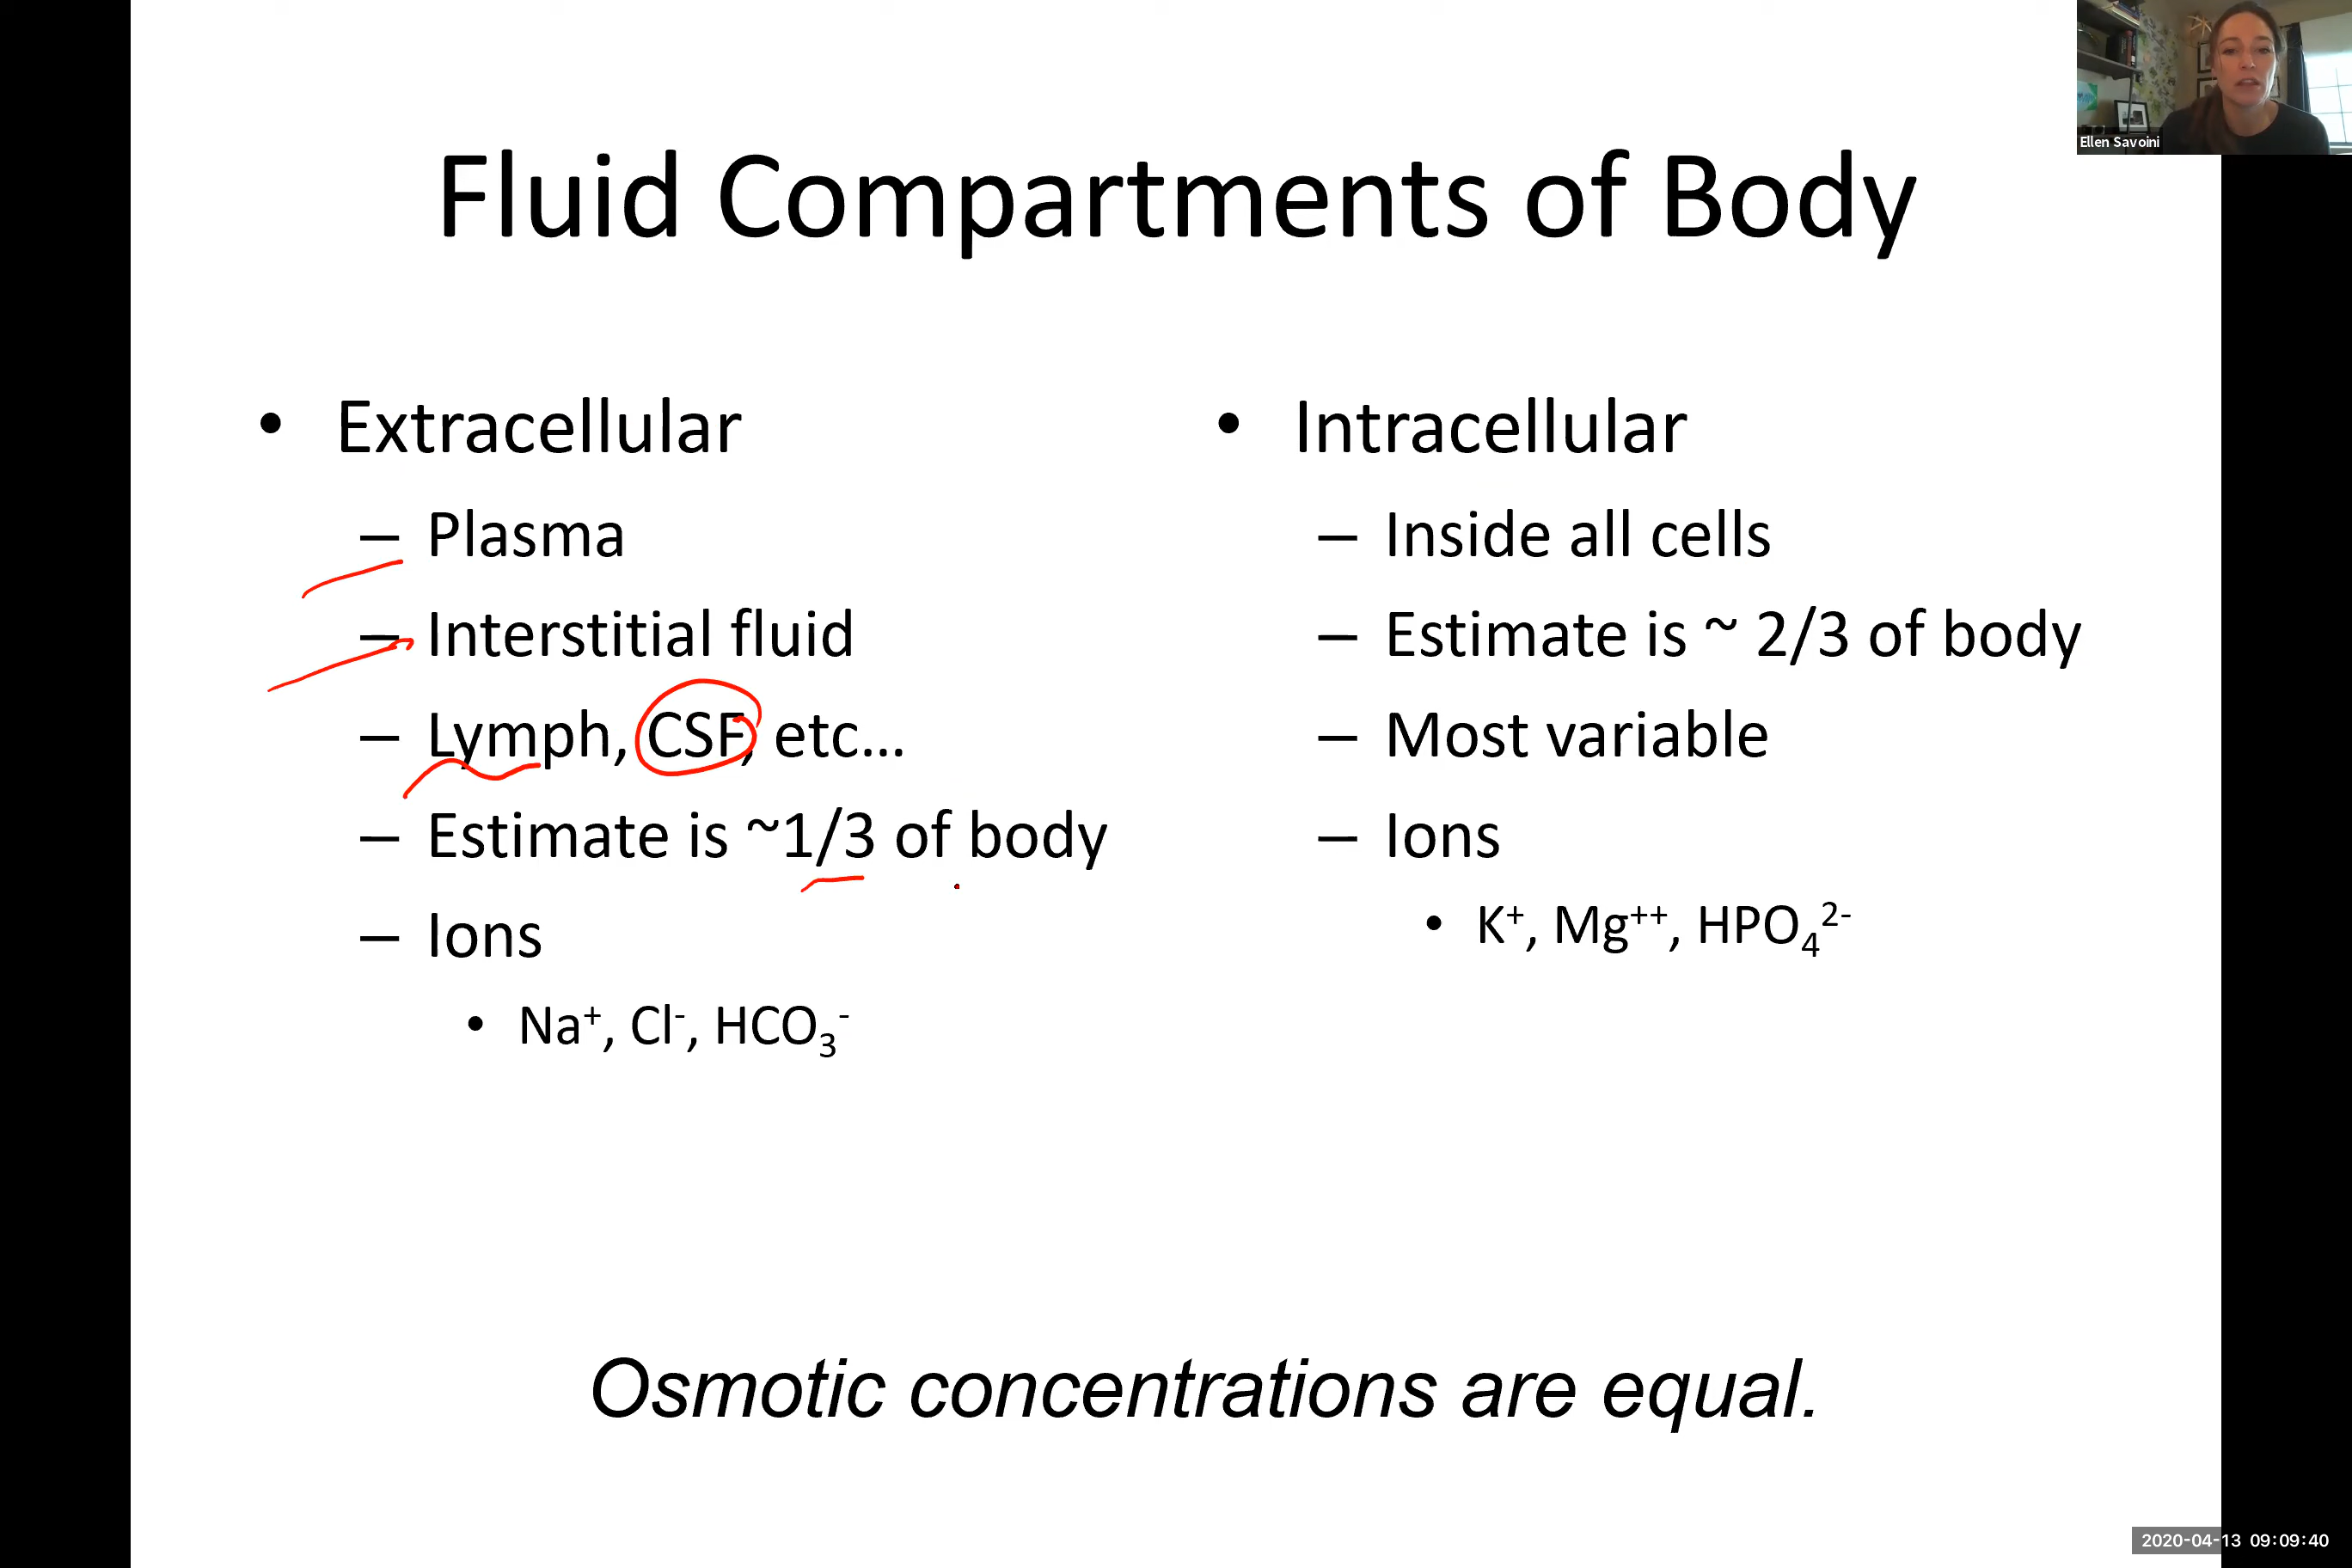 Ellen Savoini
Fluid Compartments of Body
• Extracellular
– Plasma
– Interstitial fluid
– Lymph, CSF, etc...
– Estimate is ~1/3 of body
– Ions
• Na⁺, Cl⁻, HCO₃⁻
• Intracellular
– Inside all cells
– Estimate is ~ 2/3 of body
– Most variable
– Ions
• K⁺, Mg⁺⁺, HPO₄²⁻
Osmotic concentrations are equal.
2020-04-13 09:09:40